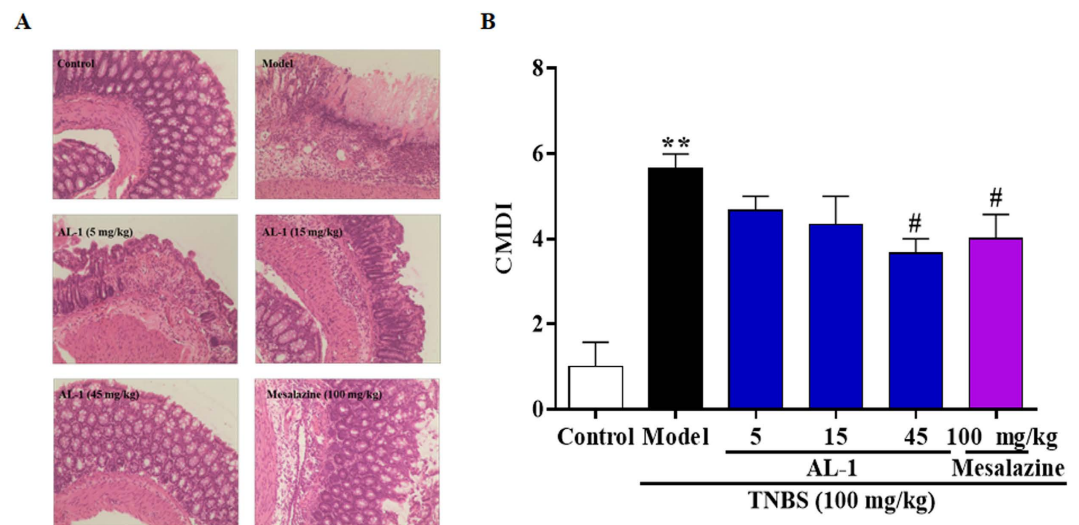 A
Control
Model
AL-1 (5 mg/kg)
AL-1 (15 mg/kg)
AL-1 (45 mg/kg)
Mesalazine (100 mg/kg)
B
CMDI
8
6
4
2
0
**
#
#
Control Model 5 15 45 100 mg/kg
AL-1 Mesalazine
TNBS (100 mg/kg)